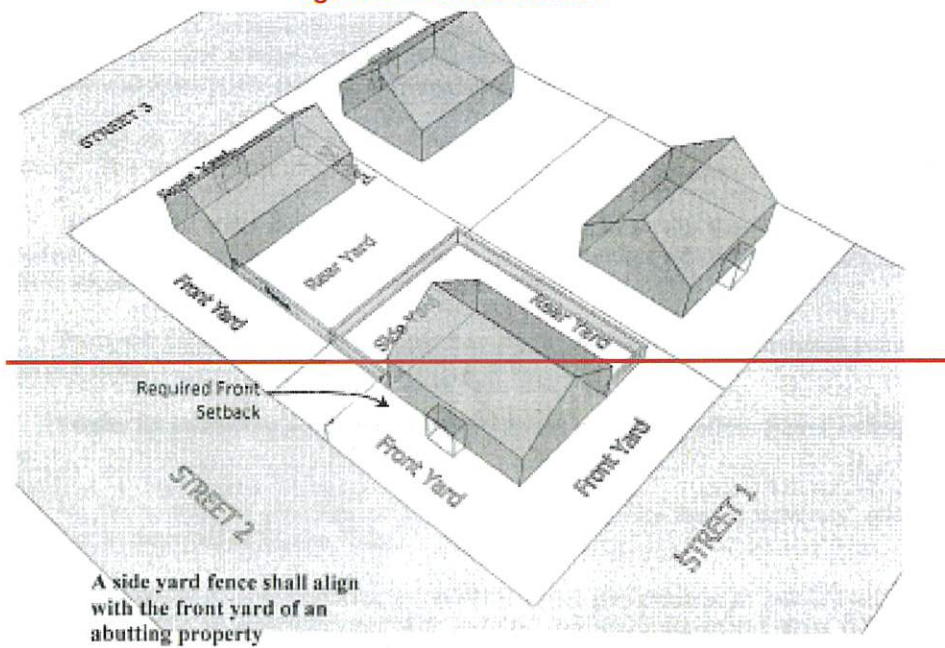 STREET 3
Rear Yard
Front Yard
Side Yard
Rear Yard
Required Front
Setback
Front Yard
Front Yard
STREET 2
STREET 1
A side yard fence shall align
with the front yard of an
abutting property